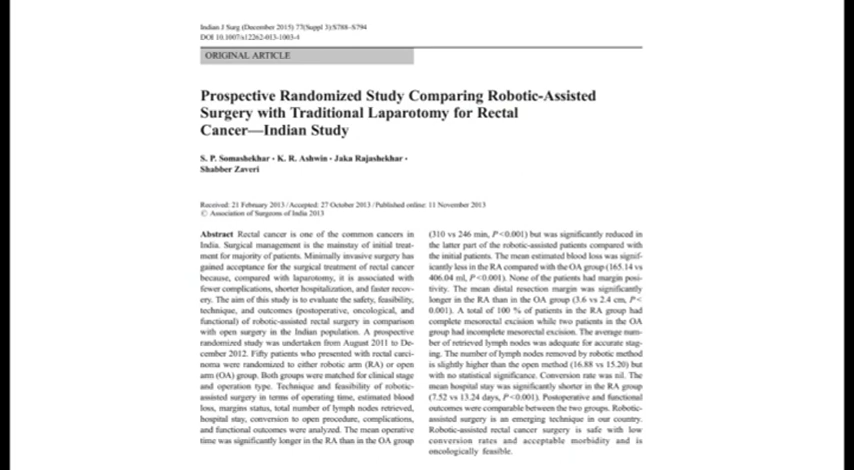 Indian J Surg (December 2015) 77(Suppl 3):S788–S794
DOI 10.1007/s12262-013-1003-4
ORIGINAL ARTICLE
Prospective Randomized Study Comparing Robotic-Assisted
Surgery with Traditional Laparotomy for Rectal
Cancer—Indian Study
S. P. Somashekhar · K. R. Ashwin · Jaka Rajashekhar ·
Shabber Zaveri
Received: 21 February 2013 / Accepted: 27 October 2013 / Published online: 11 November 2013
© Association of Surgeons of India 2013
Abstract Rectal cancer is one of the common cancers in
India. Surgical management is the mainstay of initial treat-
ment for majority of patients. Minimally invasive surgery has
gained acceptance for the surgical treatment of rectal cancer
because, compared with laparotomy, it is associated with
fewer complications, shorter hospitalization, and faster recov-
ery. The aim of this study is to evaluate the safety, feasibility,
technique, and outcomes (postoperative, oncological, and
functional) of robotic-assisted rectal surgery in comparison
with open surgery in the Indian population. A prospective
randomized study was undertaken from August 2011 to De-
cember 2012. Fifty patients who presented with rectal carci-
noma were randomized to either robotic arm (RA) or open
arm (OA) group. Both groups were matched for clinical stage
and operation type. Technique and feasibility of robotic-
assisted surgery in terms of operating time, estimated blood
loss, margins status, total number of lymph nodes retrieved,
hospital stay, conversion to open procedure, complications,
and functional outcomes were analyzed. The mean operative
time was significantly longer in the RA than in the OA group
(310 vs 246 min, P<0.001) but was significantly reduced in
the latter part of the robotic-assisted patients compared with
the initial patients. The mean estimated blood loss was signif-
icantly less in the RA compared with the OA group (165.14 vs
406.04 ml, P<0.001). None of the patients had margin posi-
tivity. The mean distal resection margin was significantly
longer in the RA than in the OA group (3.6 vs 2.4 cm, P<
0.001). A total of 100 % of patients in the RA group had
complete mesorectal excision while two patients in the OA
group had incomplete mesorectal excision. The average num-
ber of retrieved lymph nodes was adequate for accurate stag-
ing. The number of lymph nodes removed by robotic method
is slightly higher than the open method (16.88 vs 15.20) but
with no statistical significance. Conversion rate was nil. The
mean hospital stay was significantly shorter in the RA group
(7.52 vs 13.24 days, P<0.001). Postoperative and functional
outcomes were comparable between the two groups. Robotic-
assisted surgery is an emerging technique in our country.
Robotic-assisted rectal cancer surgery is safe with low
conversion rates and acceptable morbidity and is
oncologically feasible.